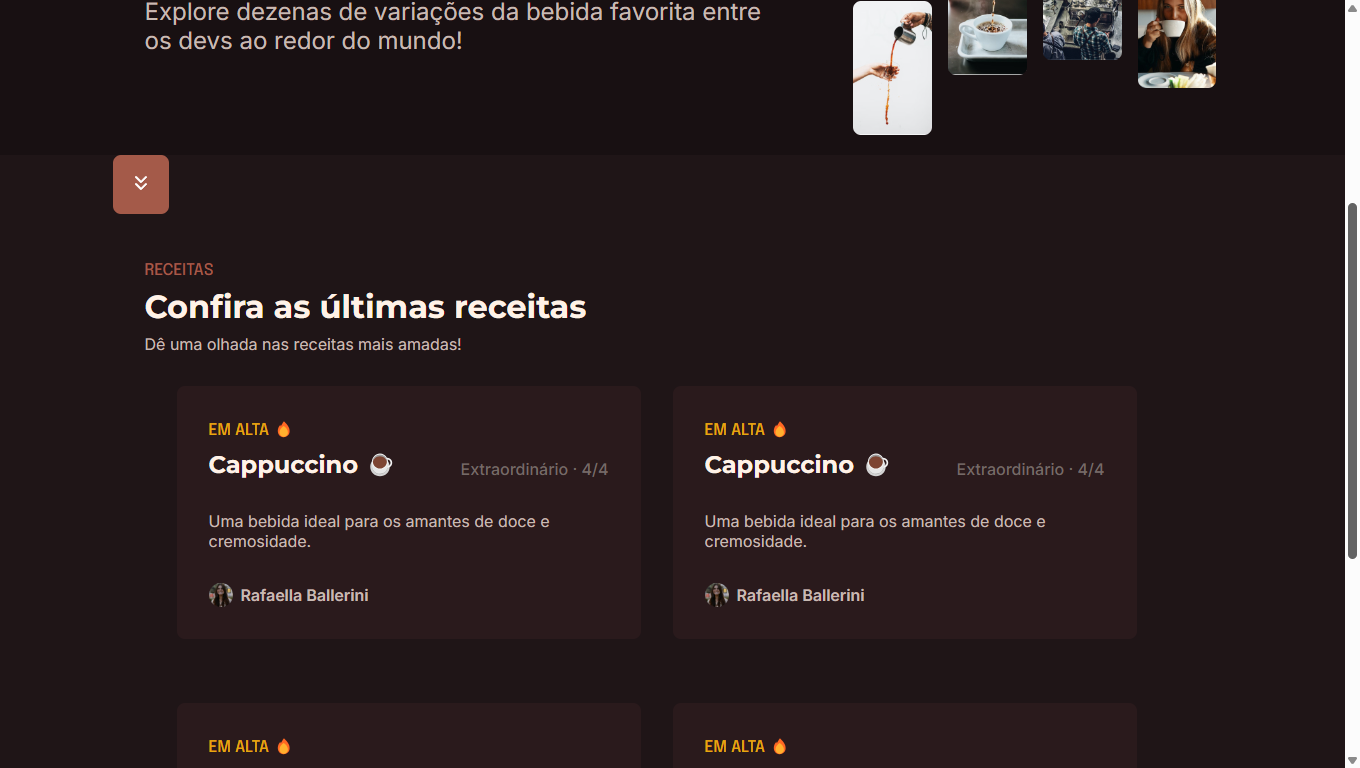 Explore dezenas de variações da bebida favorita entre
os devs ao redor do mundo!
RECEITAS
Confira as últimas receitas
Dê uma olhada nas receitas mais amadas!
EM ALTA 🔥
Cappuccino ☕
Extraordinário · 4/4
Uma bebida ideal para os amantes de doce e
cremosidade.
Rafaella Ballerini
EM ALTA 🔥
Cappuccino ☕
Extraordinário · 4/4
Uma bebida ideal para os amantes de doce e
cremosidade.
Rafaella Ballerini
EM ALTA 🔥
EM ALTA 🔥